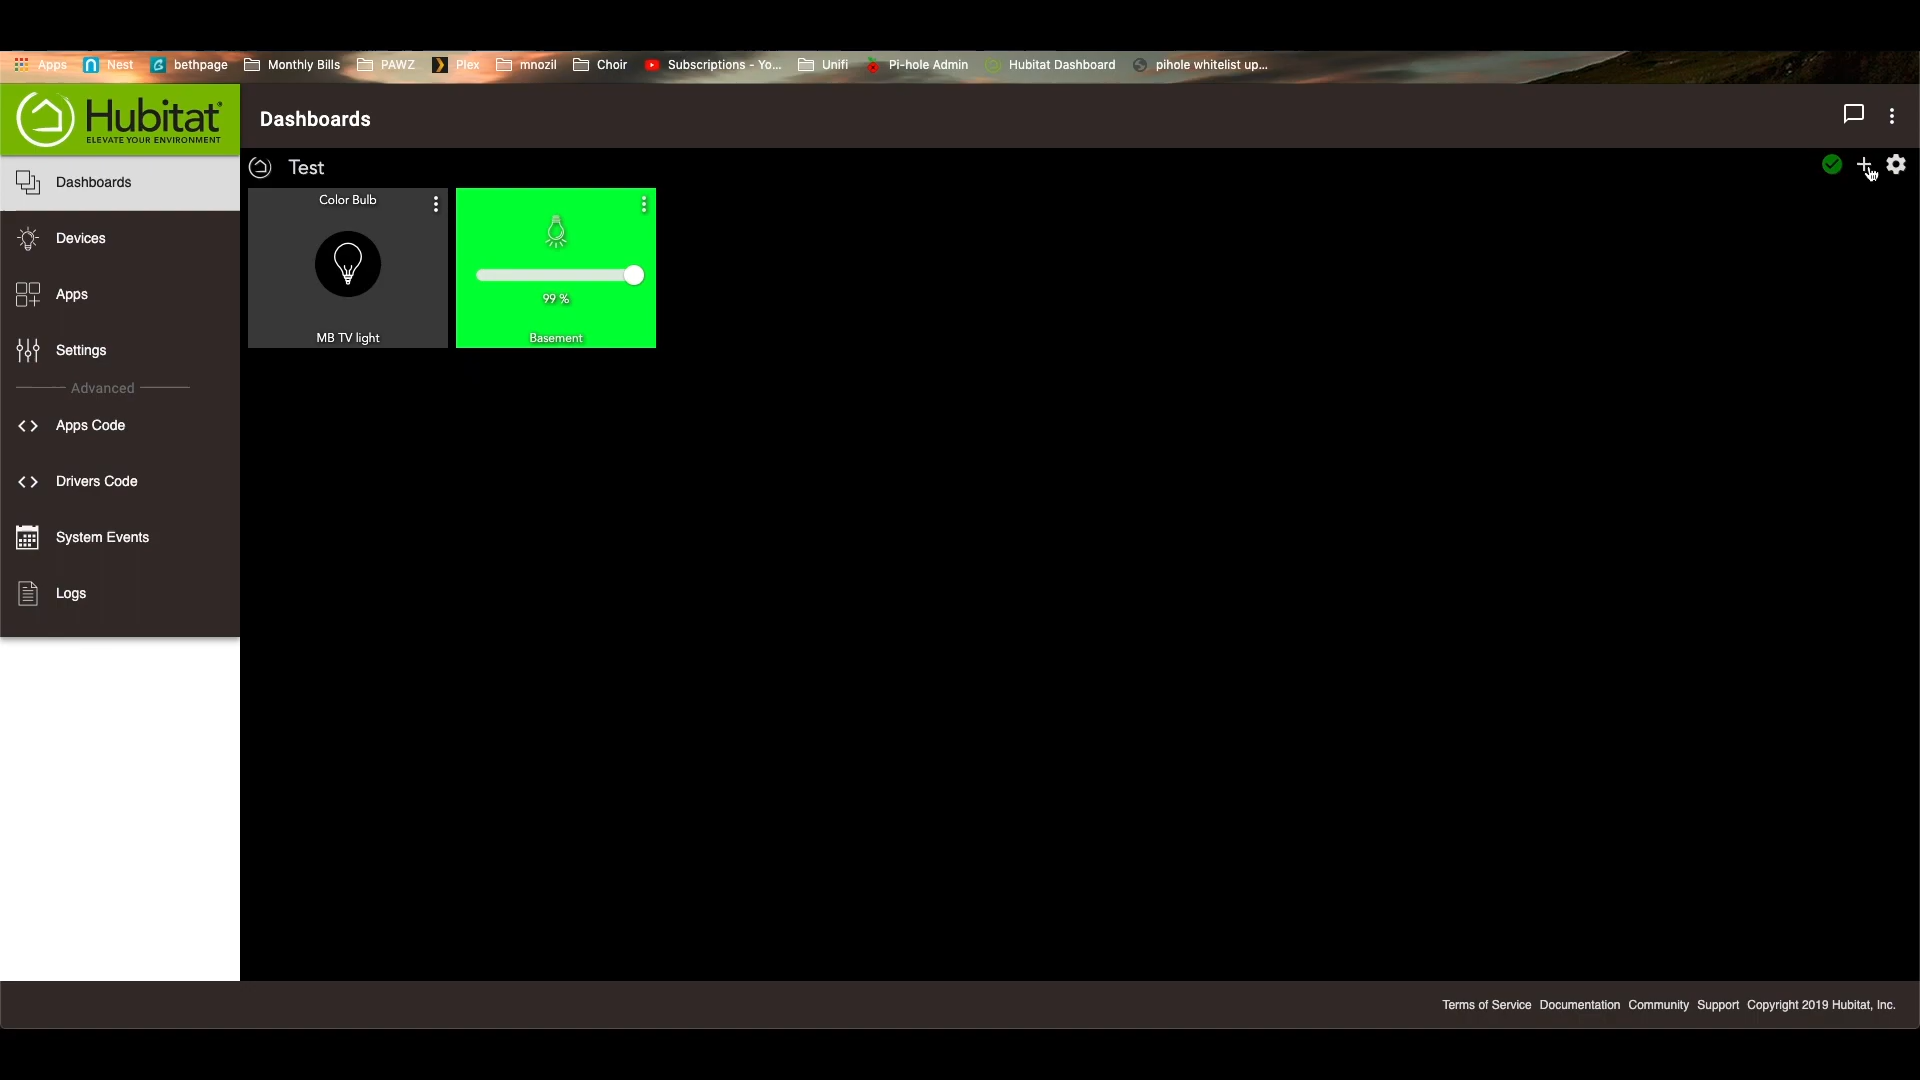 Apps Nest bethpage Monthly Bills PAWZ Plex mnozil Choir Subscriptions - Yo... Unifi Pi-hole Admin Hubitat Dashboard pihole whitelist up...
Hubitat®
ELEVATE YOUR ENVIRONMENT
Dashboards
Dashboards
Devices
Apps
Settings
Advanced
Apps Code
Drivers Code
System Events
Logs
Test
Color Bulb
MB TV light
99 %
Basement
Terms of Service Documentation Community Support Copyright 2019 Hubitat, Inc.